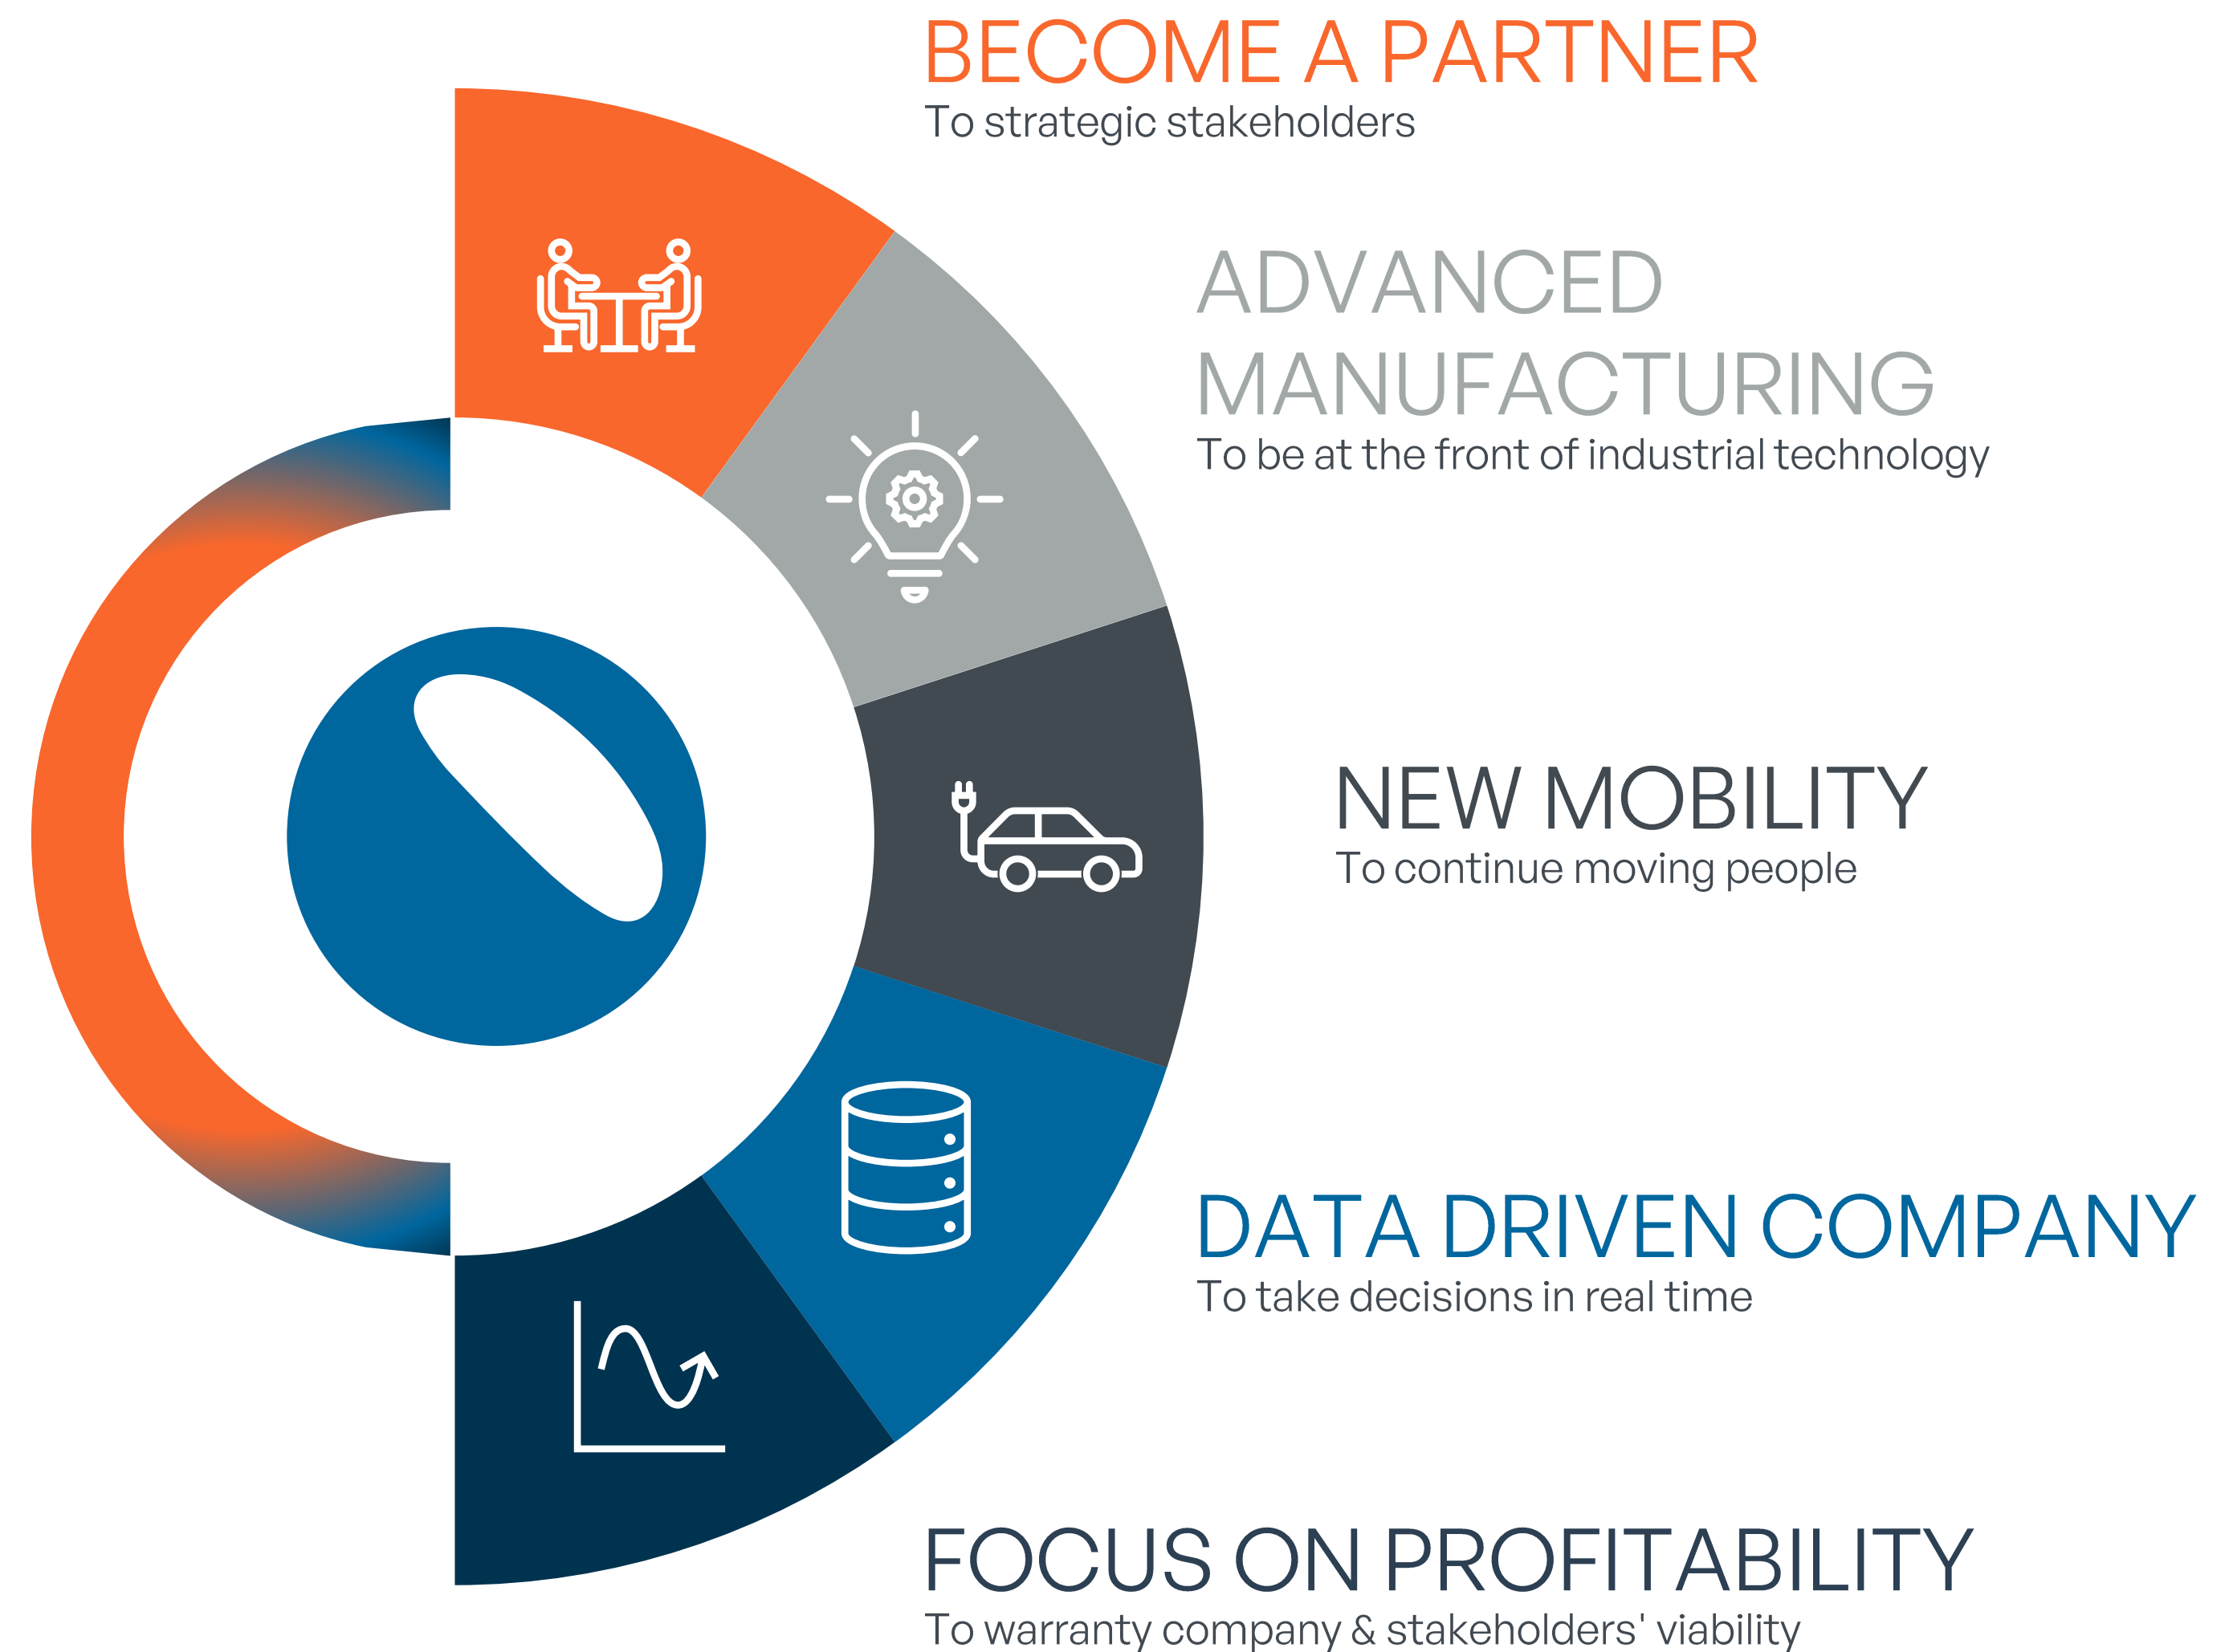 BECOME A PARTNER
To strategic stakeholders
ADVANCED
MANUFACTURING
To be at the front of industrial technology
NEW MOBILITY
To continue moving people
DATA DRIVEN COMPANY
To take decisions in real time
FOCUS ON PROFITABILITY
To warranty company & stakeholders' viability